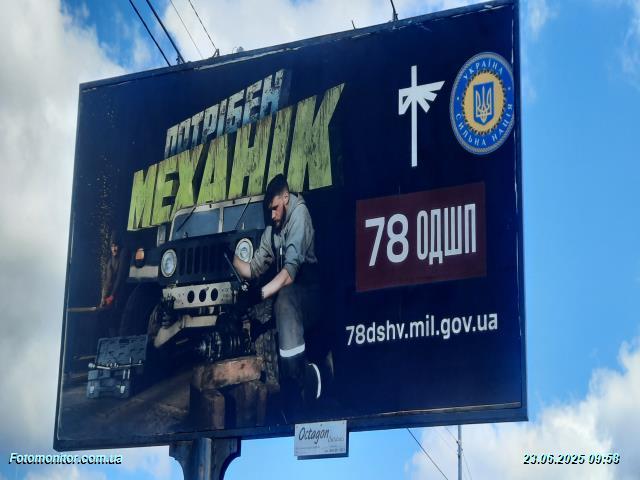 ПОТРІБЕН
МЕХАНІК
УКРАЇНА
СИЛЬНА НАЦІЯ
78 ОДШП
78dshv.mil.gov.ua
Octagon
Fotomonitor.com.ua
23.06.2025 09:58